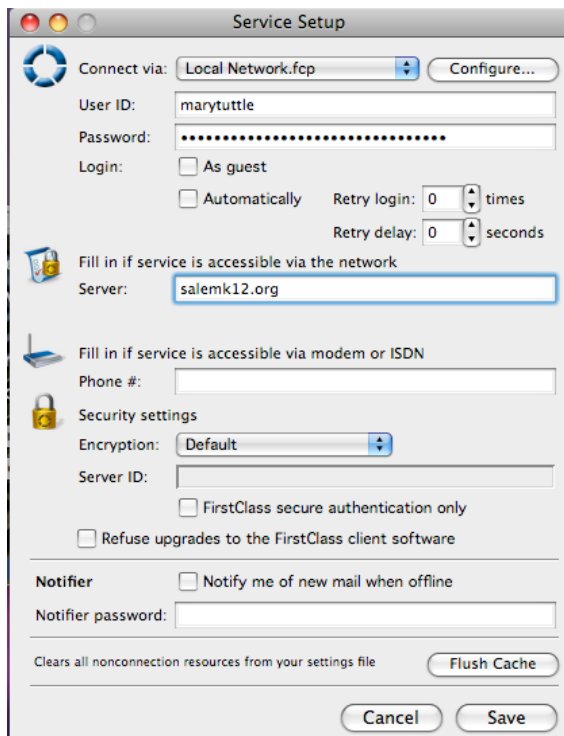 Service Setup
Connect via: Local Network.fcp Configure...
User ID: marytuttle
Password: ••••••••••••••••••••••••••••••••
Login: As guest
Automatically Retry login: 0 times
Retry delay: 0 seconds
Fill in if service is accessible via the network
Server: salemk12.org
Fill in if service is accessible via modem or ISDN
Phone #:
Security settings
Encryption: Default
Server ID:
FirstClass secure authentication only
Refuse upgrades to the FirstClass client software
Notifier Notify me of new mail when offline
Notifier password:
Clears all nonconnection resources from your settings file Flush Cache
Cancel Save